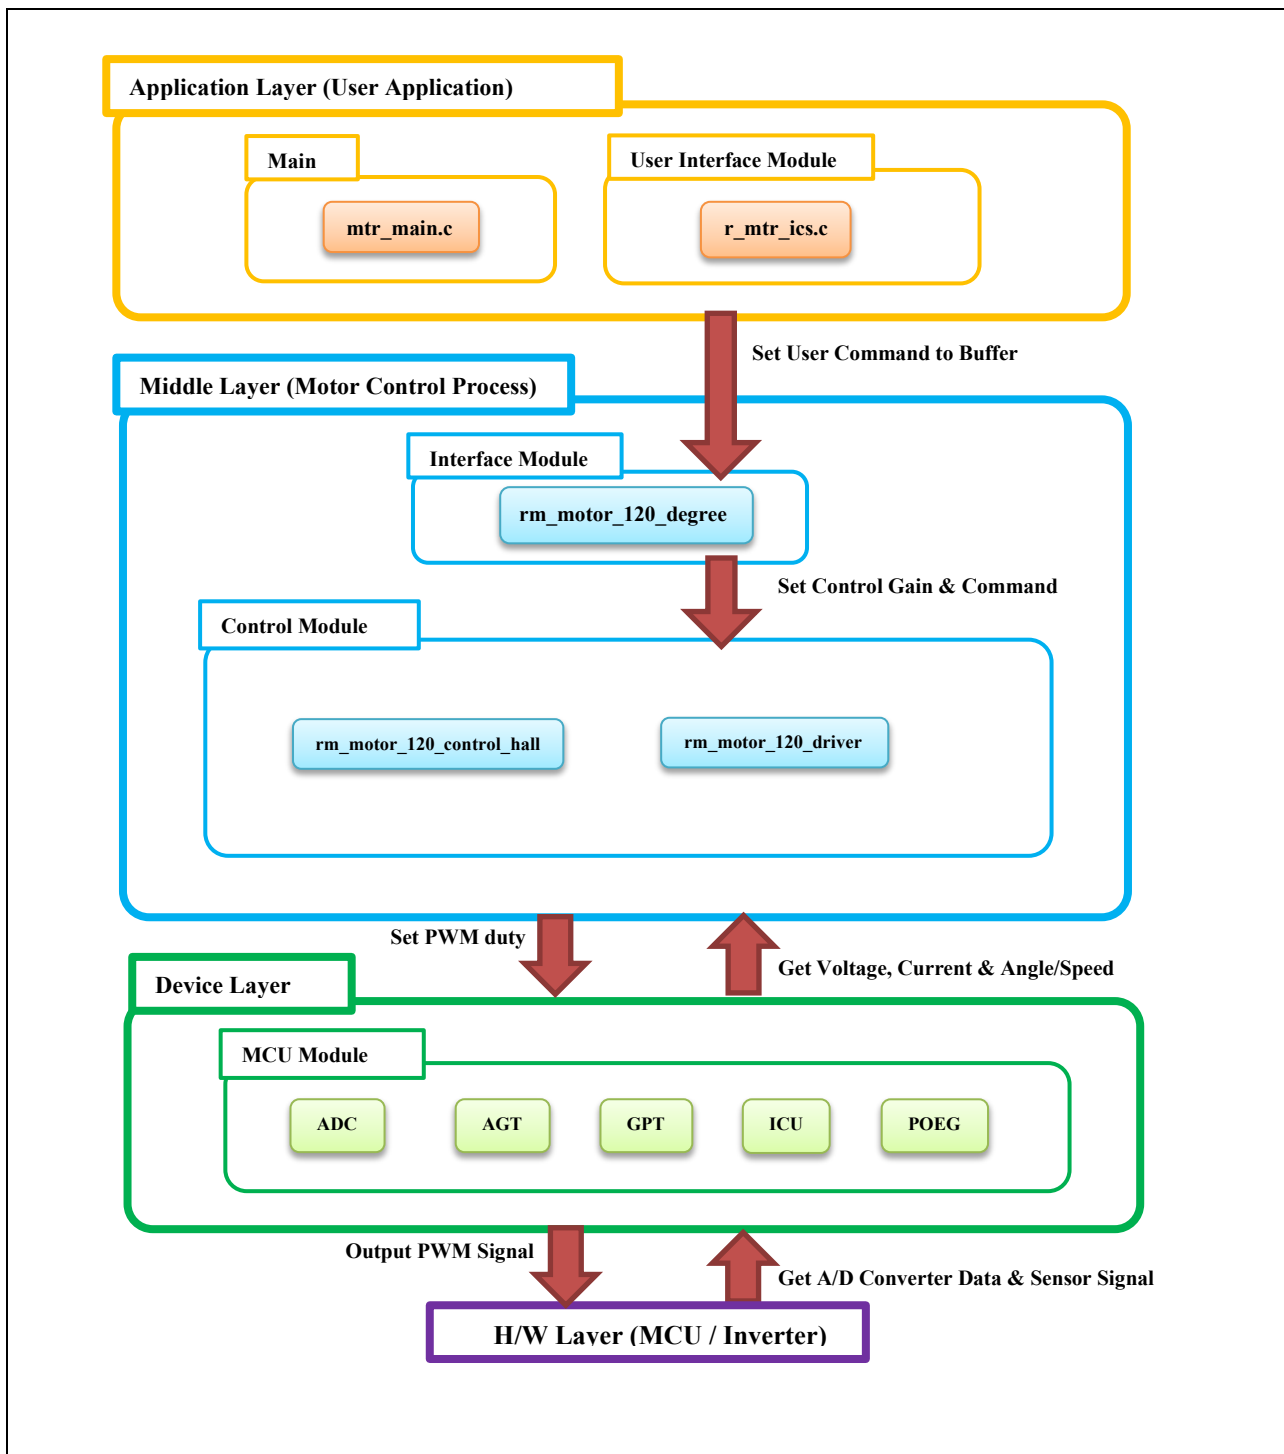 Application Layer (User Application)
Main
User Interface Module
mtr_main.c
r_mtr_ics.c
Set User Command to Buffer
Middle Layer (Motor Control Process)
Interface Module
rm_motor_120_degree
Set Control Gain & Command
Control Module
rm_motor_120_control_hall
rm_motor_120_driver
Set PWM duty
Get Voltage, Current & Angle/Speed
Device Layer
MCU Module
ADC
AGT
GPT
ICU
POEG
Output PWM Signal
Get A/D Converter Data & Sensor Signal
H/W Layer (MCU / Inverter)